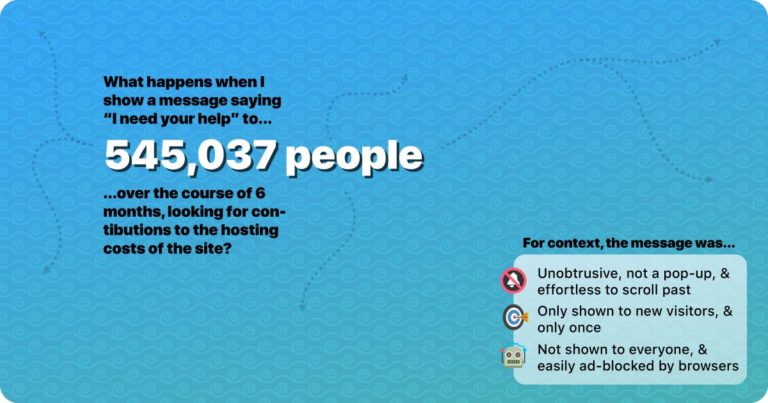 What happens when I
show a message saying
“I need your help” to...
545,037 people
...over the course of 6
months, looking for con-
tibutions to the hosting
costs of the site?
For context, the message was...
Unobtrusive, not a pop-up, &
effortless to scroll past
Only shown to new visitors, &
only once
Not shown to everyone, &
easily ad-blocked by browsers